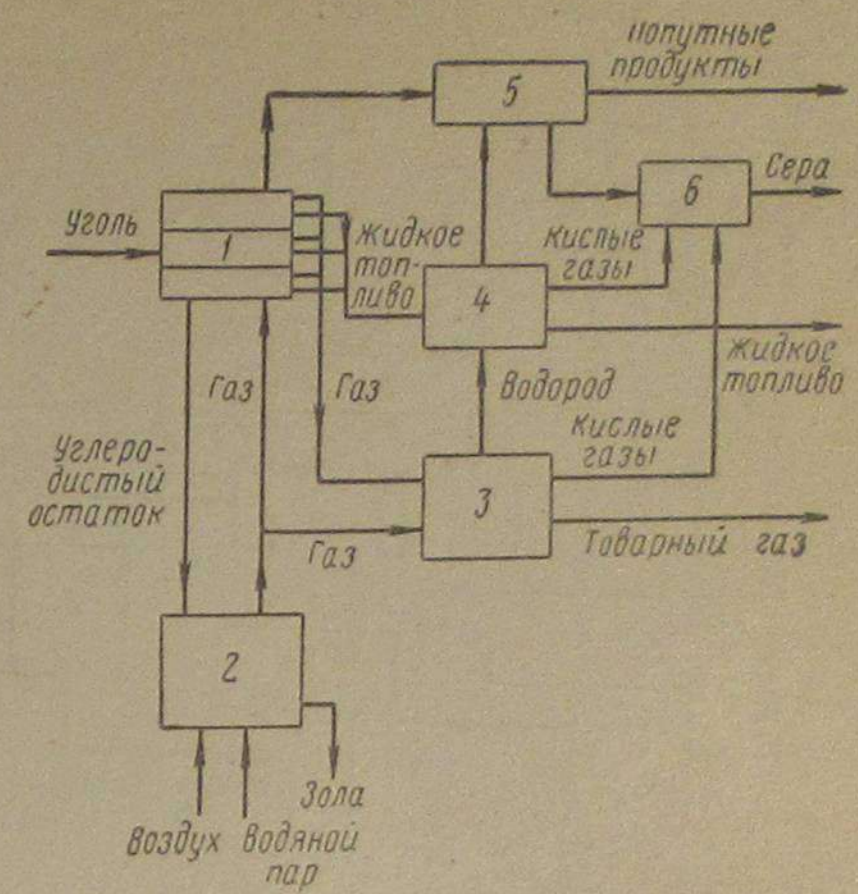 Попутные
продукты
5
Сера
6
Уголь
1
Жидкое
топ-
ливо
Кислые
газы
4
Жидкое
топливо
Газ
Газ
Водород
Кислые
газы
Углеро-
дистый
остаток
3
Газ
Товарный газ
2
Зола
Воздух
Водяной
пар